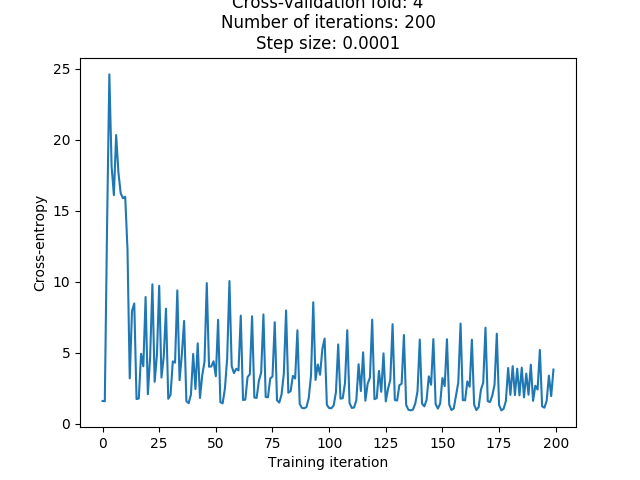 Cross-validation fold: 4
Number of iterations: 200
Step size: 0.0001
25
20
15
10
5
0
Cross-entropy
0 25 50 75 100 125 150 175 200
Training iteration